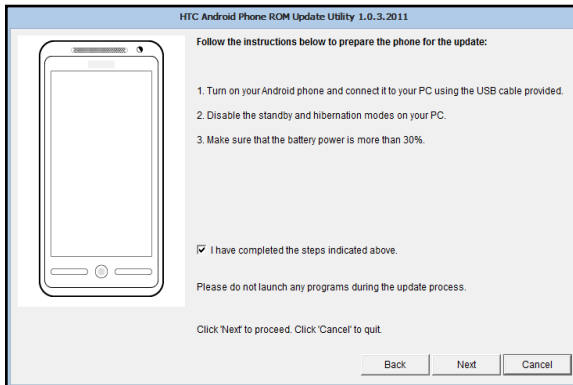 HTC Android Phone ROM Update Utility 1.0.3.2011
Follow the instructions below to prepare the phone for the update:
1. Turn on your Android phone and connect it to your PC using the USB cable provided.
2. Disable the standby and hibernation modes on your PC.
3. Make sure that the battery power is more than 30%.
I have completed the steps indicated above.
Please do not launch any programs during the update process.
Click 'Next' to proceed. Click 'Cancel' to quit.
Back Next Cancel